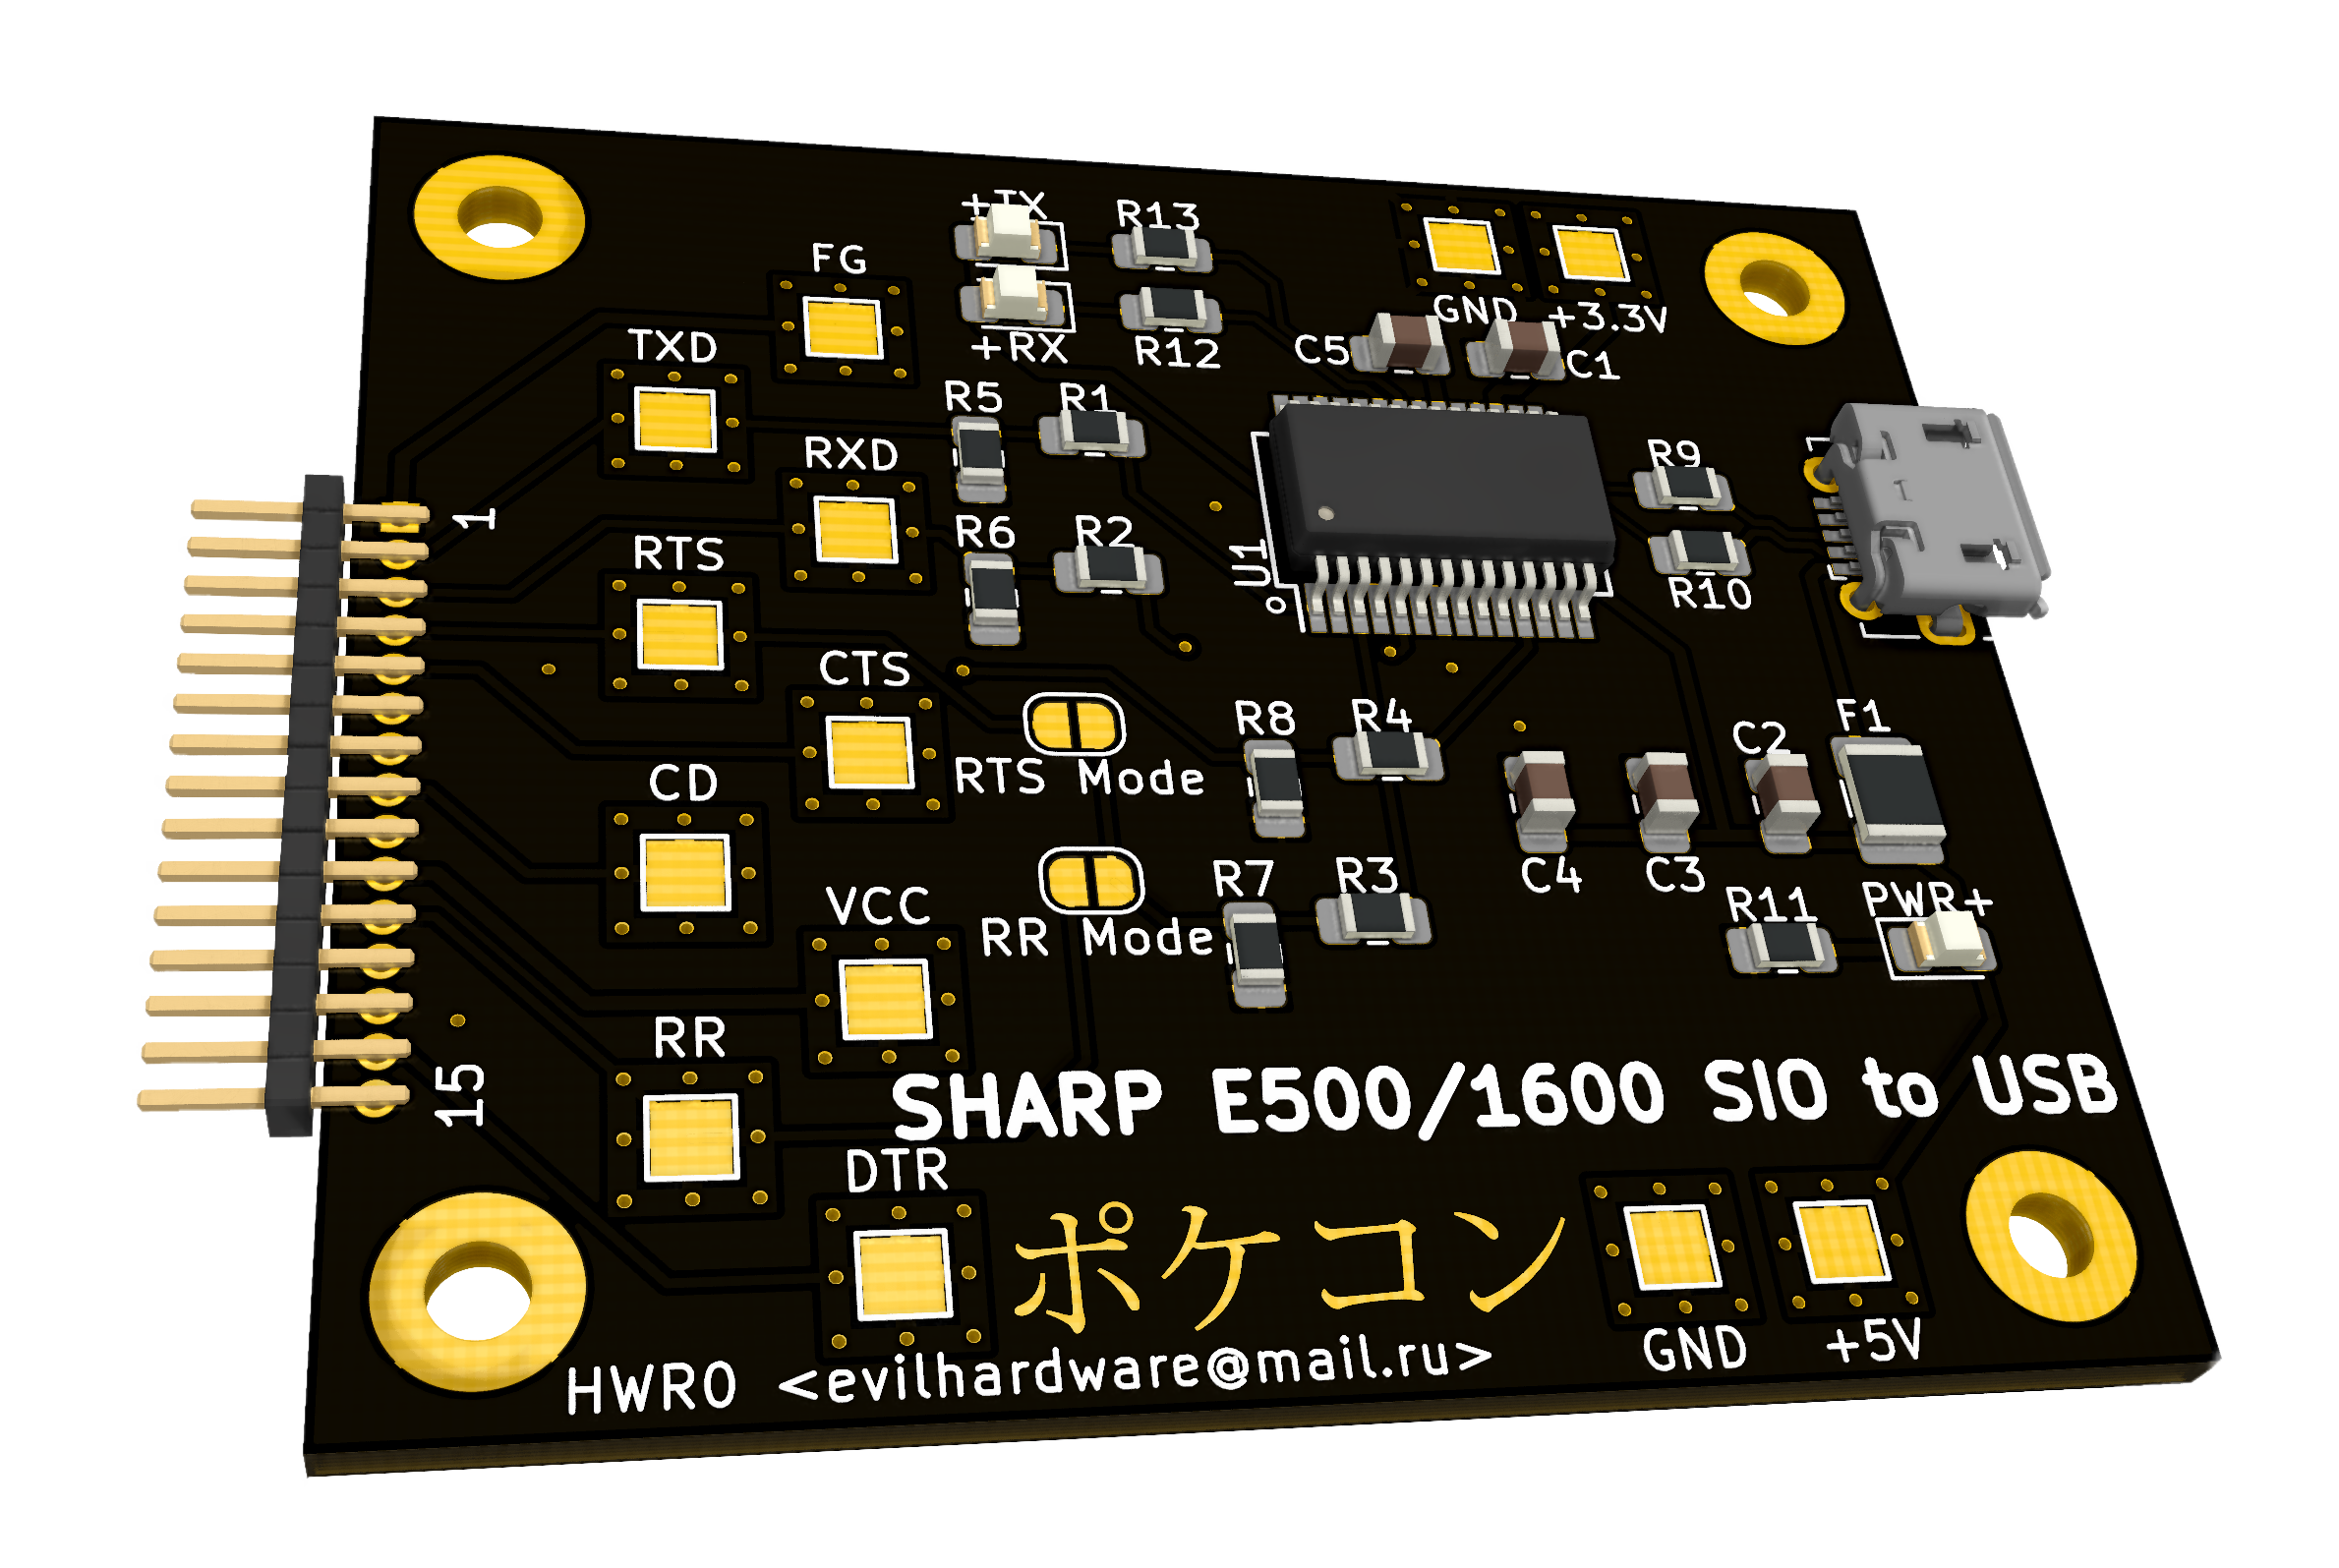 +TX
R13
FG
GND
+3.3V
TXD
+RX
R12
C5
C1
R5
R1
RXD
R9
1
R6
R2
RTS
U1
R10
CTS
R8
R4
C2
F1
RTS Mode
CD
R7
R3
C4
C3
VCC
RR Mode
R11
PWR+
RR
15
SHARP E500/1600 SIO to USB
DTR
ポケコン
GND
+5V
HWR0 <evilhardware@mail.ru>